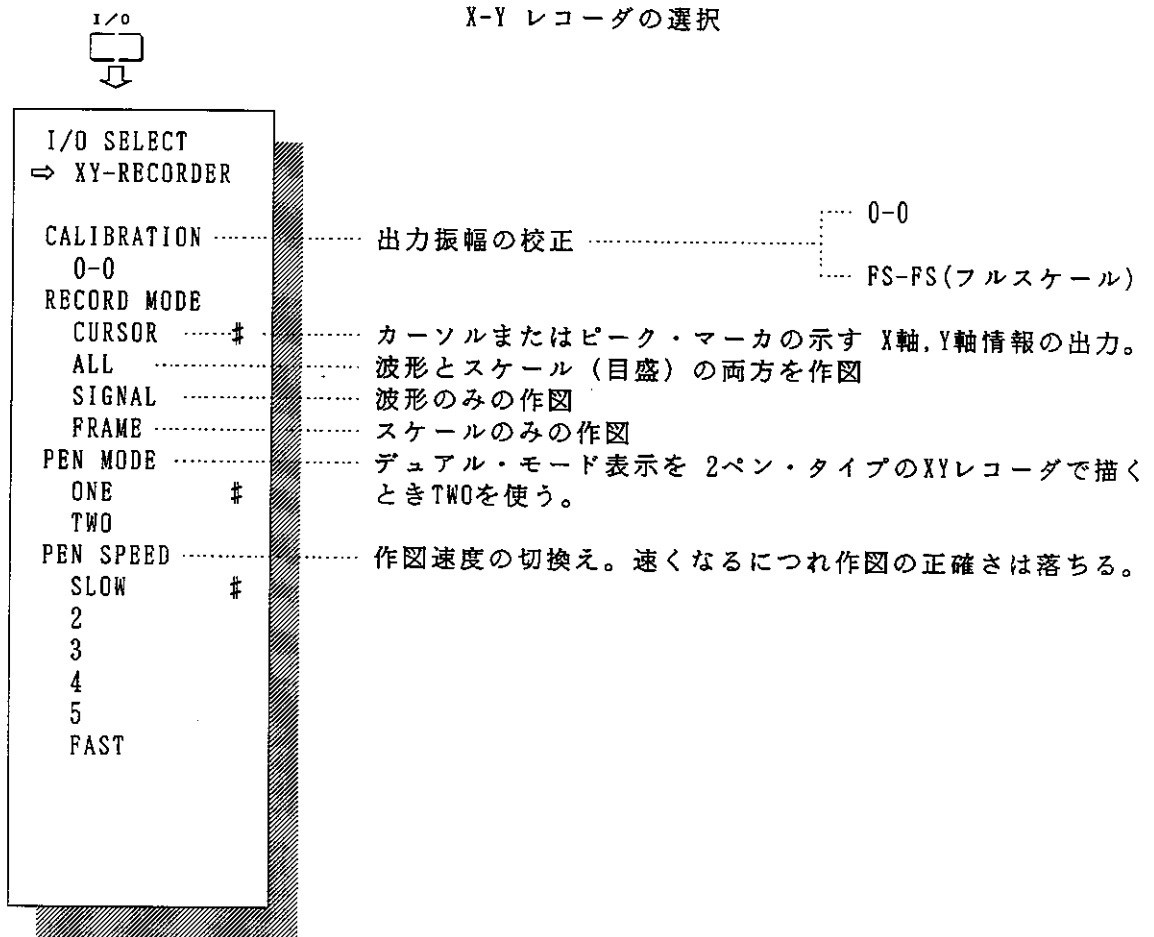 X-Y レコーダの選択
I/O
I/O SELECT
⇨ XY-RECORDER
CALIBRATION …… 出力振幅の校正 …… 0-0
0-0
FS-FS(フルスケール)
RECORD MODE
CURSOR ……# …… カーソルまたはピーク・マーカの示す X軸,Y軸情報の出力。
ALL …… 波形とスケール (目盛) の両方を作図
SIGNAL …… 波形のみの作図
FRAME …… スケールのみの作図
PEN MODE …… デュアル・モード表示を 2ペン・タイプのXYレコーダで描く
ONE # ときTWOを使う。
TWO
PEN SPEED …… 作図速度の切換え。速くなるにつれ作図の正確さは落ちる。
SLOW #
2
3
4
5
FAST